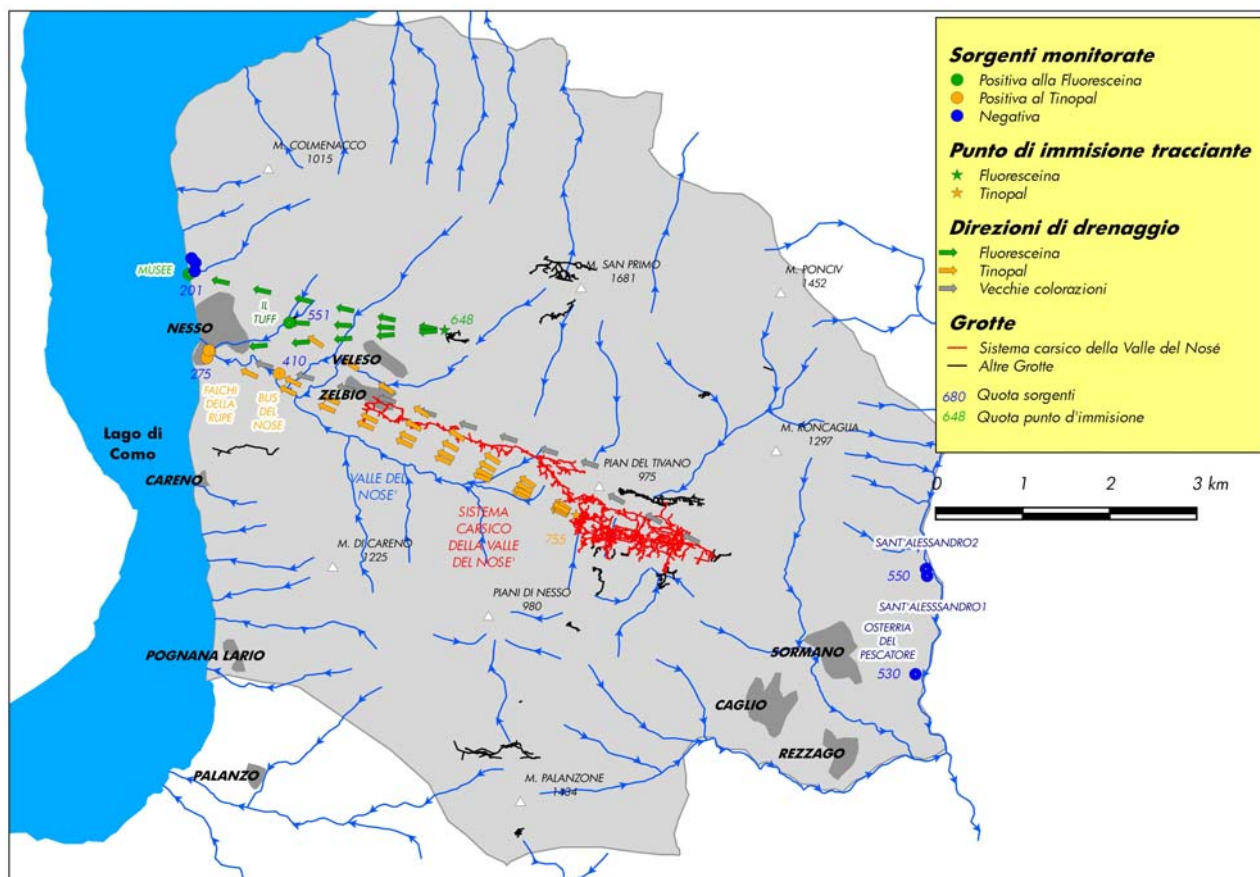 Sorgenti monitorate
Positiva alla Fluoresceina
Positiva al Tinopal
Negativa
Punto di immisione tracciante
Fluoresceina
Tinopal
Direzioni di drenaggio
Fluoresceina
Tinopal
Vecchie colorazioni
Grotte
Sistema carsico della Valle del Nosé
Altre Grotte
680 Quota sorgenti
648 Quota punto d'immisione
0 1 2 3 km
M. COLMENACCO
1015
MUSEE
201
M. SAN PRIMO
1681
M. PONCIV
1452
IL
TUFF
551
648
NESSO
VELESO
410
275
ZELBIO
FALCHI
DELLA
RUPE
BUS
DEL
NOSE
Lago di
Como
M. RONCAGLIA
1297
PIAN DEL TIVANO
975
CARENO
VALLE DEL
NOSE'
SISTEMA
CARSICO
DELLA VALLE
DEL NOSE'
755
M. DI CARENO
1225
SANT'ALESSANDRO2
550
PIANI DI NESSO
980
SANT'ALESSSANDRO1
OSTERRIA
DEL
PESCATORE
530
SORMANO
POGNANA LARIO
CAGLIO
REZZAGO
PALANZO
M. PALANZONE
1434